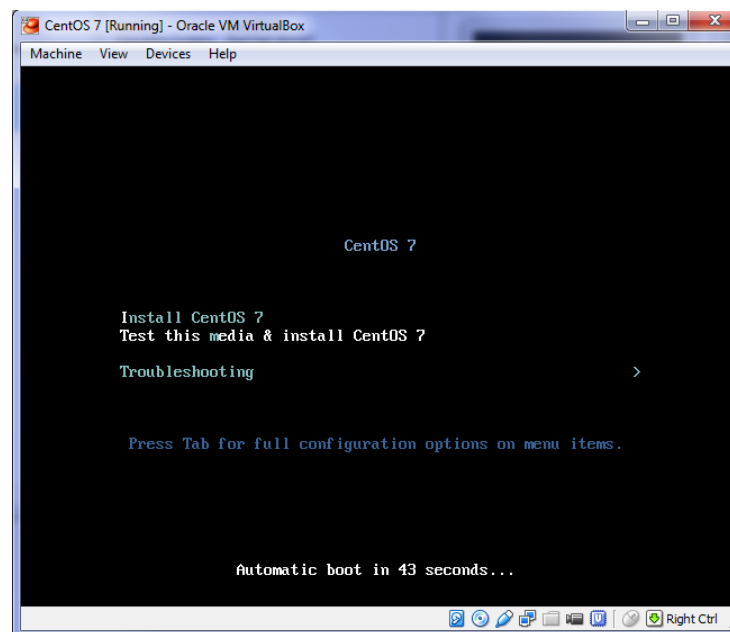 CentOS 7 [Running] - Oracle VM VirtualBox
Machine View Devices Help
CentOS 7
Install CentOS 7
Test this media & install CentOS 7
Troubleshooting >
Press Tab for full configuration options on menu items.
Automatic boot in 43 seconds...
Right Ctrl